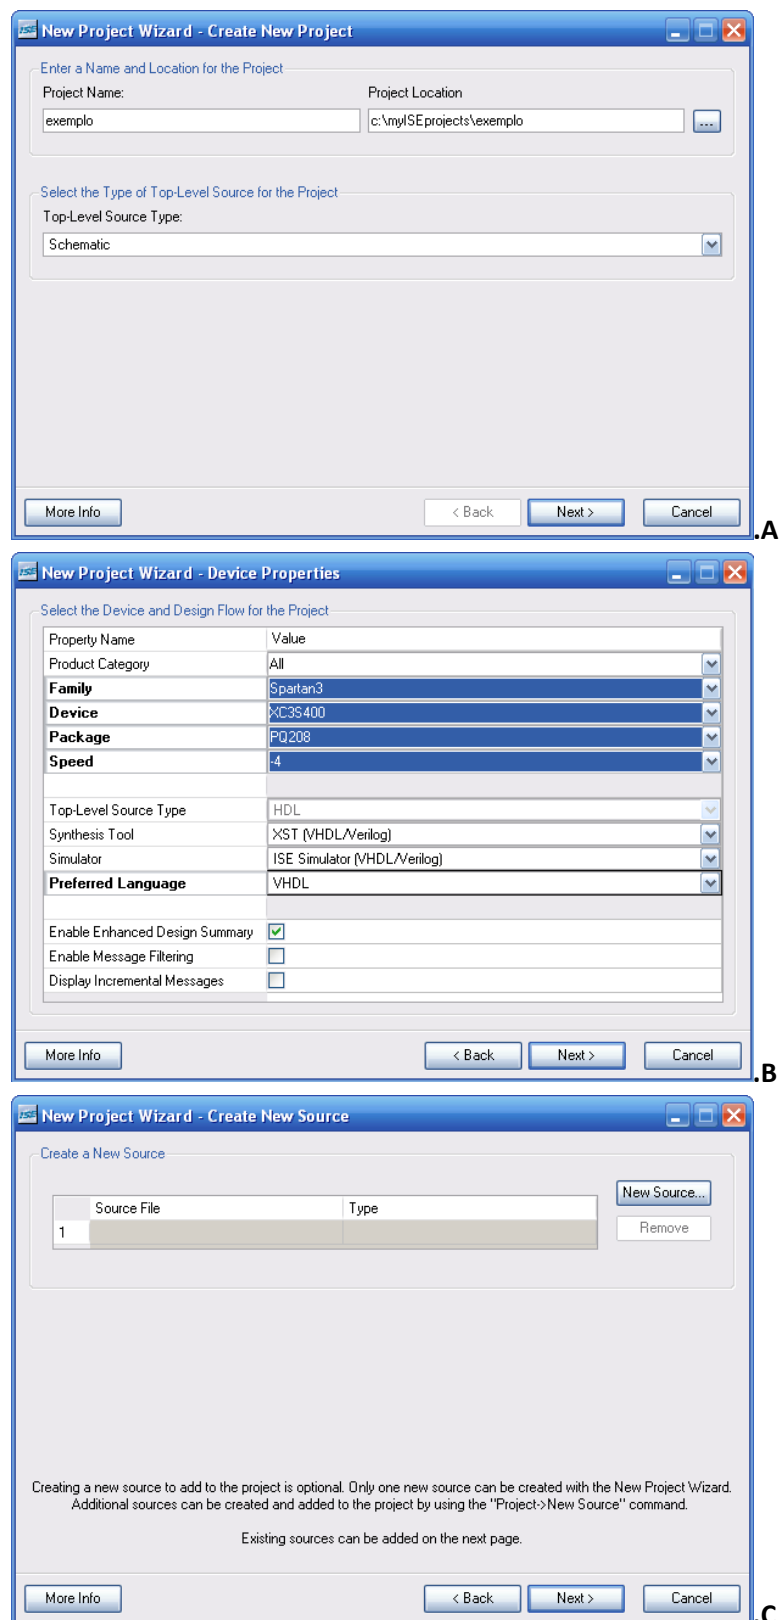 ISE New Project Wizard - Create New Project
Enter a Name and Location for the Project
Project Name: Project Location
exemplo c:\myISEprojects\exemplo ...
Select the Type of Top-Level Source for the Project
Top-Level Source Type:
Schematic
More Info < Back Next > Cancel
.A
ISE New Project Wizard - Device Properties
Select the Device and Design Flow for the Project
Property Name Value
Product Category All
Family Spartan3
Device XC3S400
Package PQ208
Speed -4
Top-Level Source Type HDL
Synthesis Tool XST (VHDL/Verilog)
Simulator ISE Simulator (VHDL/Verilog)
Preferred Language VHDL
Enable Enhanced Design Summary
Enable Message Filtering
Display Incremental Messages
More Info < Back Next > Cancel
.B
ISE New Project Wizard - Create New Source
Create a New Source
New Source...
Source File Type
Remove
1
Creating a new source to add to the project is optional. Only one new source can be created with the New Project Wizard.
Additional sources can be created and added to the project by using the "Project->New Source" command.
Existing sources can be added on the next page.
More Info < Back Next > Cancel
.C